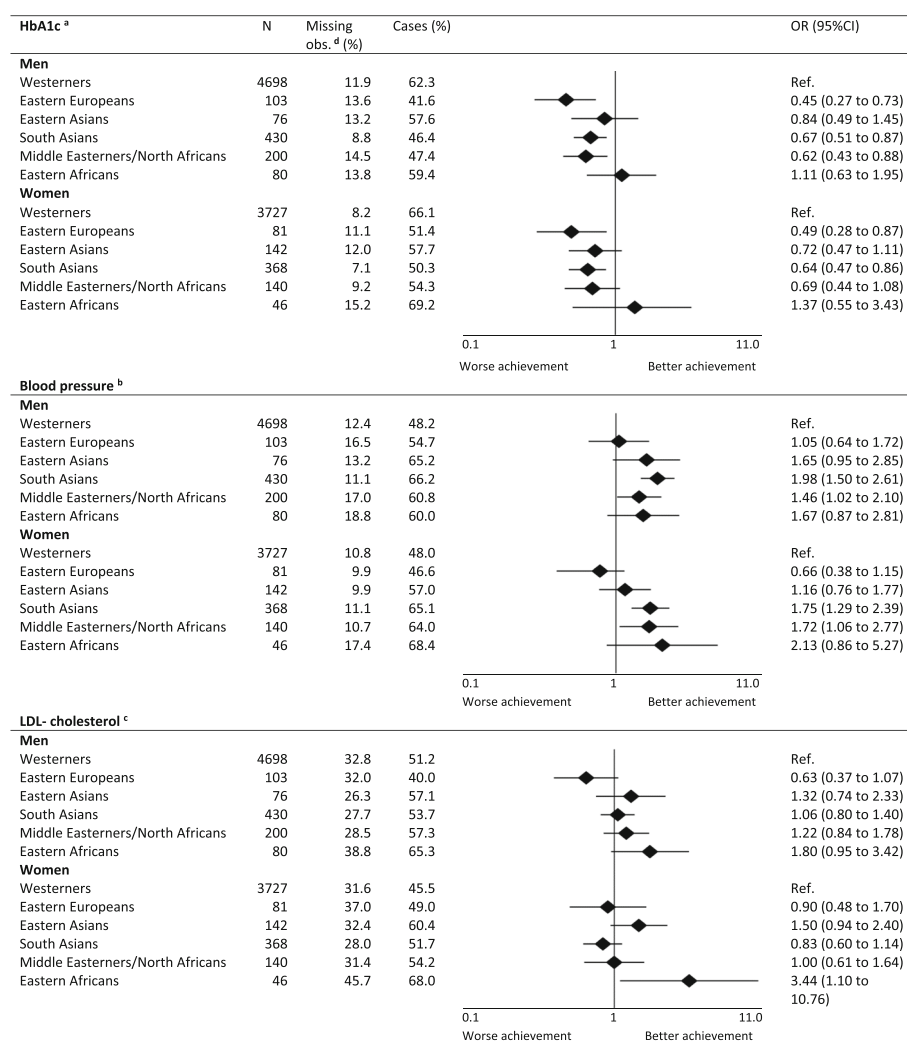 HbA1c a N Missing obs. d (%) Cases (%) OR (95%CI)
Men
Westerners 4698 11.9 62.3 Ref.
Eastern Europeans 103 13.6 41.6 0.45 (0.27 to 0.73)
Eastern Asians 76 13.2 57.6 0.84 (0.49 to 1.45)
South Asians 430 8.8 46.4 0.67 (0.51 to 0.87)
Middle Easterners/North Africans 200 14.5 47.4 0.62 (0.43 to 0.88)
Eastern Africans 80 13.8 59.4 1.11 (0.63 to 1.95)
Women
Westerners 3727 8.2 66.1 Ref.
Eastern Europeans 81 11.1 51.4 0.49 (0.28 to 0.87)
Eastern Asians 142 12.0 57.7 0.72 (0.47 to 1.11)
South Asians 368 7.1 50.3 0.64 (0.47 to 0.86)
Middle Easterners/North Africans 140 9.2 54.3 0.69 (0.44 to 1.08)
Eastern Africans 46 15.2 69.2 1.37 (0.55 to 3.43)
0.1 1 11.0
Worse achievement Better achievement
Blood pressure b
Men
Westerners 4698 12.4 48.2 Ref.
Eastern Europeans 103 16.5 54.7 1.05 (0.64 to 1.72)
Eastern Asians 76 13.2 65.2 1.65 (0.95 to 2.85)
South Asians 430 11.1 66.2 1.98 (1.50 to 2.61)
Middle Easterners/North Africans 200 17.0 60.8 1.46 (1.02 to 2.10)
Eastern Africans 80 18.8 60.0 1.67 (0.87 to 2.81)
Women
Westerners 3727 10.8 48.0 Ref.
Eastern Europeans 81 9.9 46.6 0.66 (0.38 to 1.15)
Eastern Asians 142 9.9 57.0 1.16 (0.76 to 1.77)
South Asians 368 11.1 65.1 1.75 (1.29 to 2.39)
Middle Easterners/North Africans 140 10.7 64.0 1.72 (1.06 to 2.77)
Eastern Africans 46 17.4 68.4 2.13 (0.86 to 5.27)
0.1 1 11.0
Worse achievement Better achievement
LDL- cholesterol c
Men
Westerners 4698 32.8 51.2 Ref.
Eastern Europeans 103 32.0 40.0 0.63 (0.37 to 1.07)
Eastern Asians 76 26.3 57.1 1.32 (0.74 to 2.33)
South Asians 430 27.7 53.7 1.06 (0.80 to 1.40)
Middle Easterners/North Africans 200 28.5 57.3 1.22 (0.84 to 1.78)
Eastern Africans 80 38.8 65.3 1.80 (0.95 to 3.42)
Women
Westerners 3727 31.6 45.5 Ref.
Eastern Europeans 81 37.0 49.0 0.90 (0.48 to 1.70)
Eastern Asians 142 32.4 60.4 1.50 (0.94 to 2.40)
South Asians 368 28.0 51.7 0.83 (0.60 to 1.14)
Middle Easterners/North Africans 140 31.4 54.2 1.00 (0.61 to 1.64)
Eastern Africans 46 45.7 68.0 3.44 (1.10 to
10.76)
0.1 1 11.0
Worse achievement Better achievement